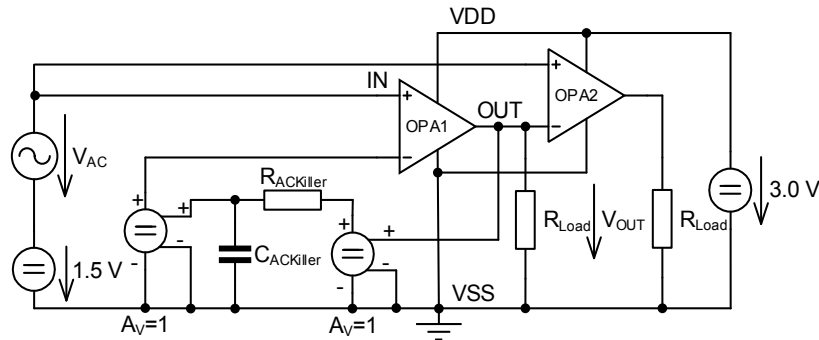 VDD
IN
+
−
OPA1
OUT
+
−
OPA2
V_AC
R_ACKiller
+
-
+
-
C_ACKiller
+
-
+
-
R_Load
V_OUT
R_Load
3.0 V
1.5 V
VSS
A_V=1
A_V=1